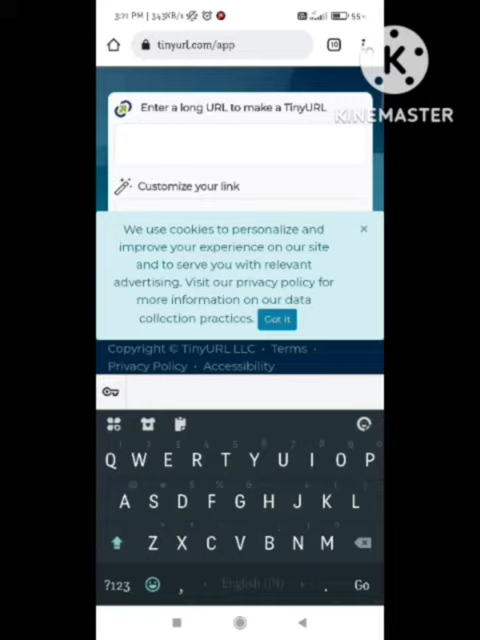 3:21 PM | 343KB/s
55%
tinyurl.com/app
10
K
KINEMASTER
Enter a long URL to make a TinyURL
Customize your link
We use cookies to personalize and
improve your experience on our site
and to serve you with relevant
advertising. Visit our privacy policy for
more information on our data
collection practices. Got it
×
Copyright © TinyURL LLC • Terms •
Privacy Policy • Accessibility
Q W E R T Y U I O P
A S D F G H J K L
Z X C V B N M
?123 , English (IN) . Go